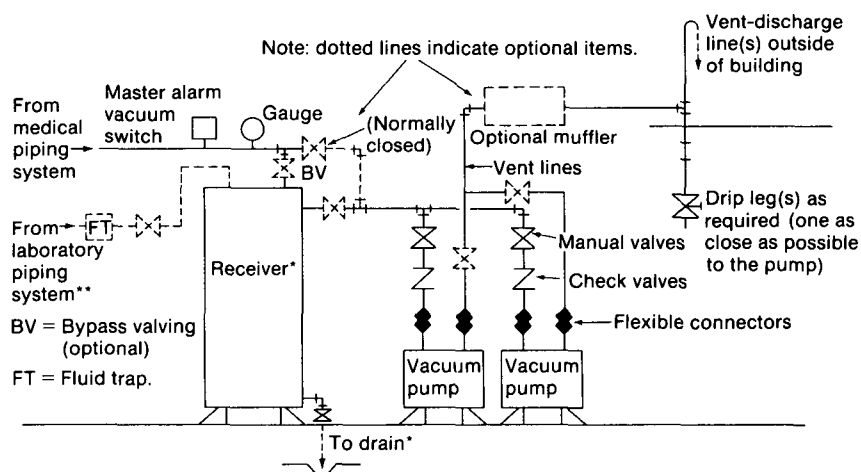 Note: dotted lines indicate optional items.
Vent-discharge
line(s) outside
of building
Master alarm
vacuum
switch
Gauge
From
medical
piping
system
(Normally
closed)
BV
Optional muffler
Vent lines
Drip leg(s) as
required (one as
close as possible
to the pump)
FT
From
laboratory
piping
system**
Receiver*
Manual valves
Check valves
Flexible connectors
BV = Bypass valving
(optional)
FT = Fluid trap.
Vacuum
pump
Vacuum
pump
To drain*